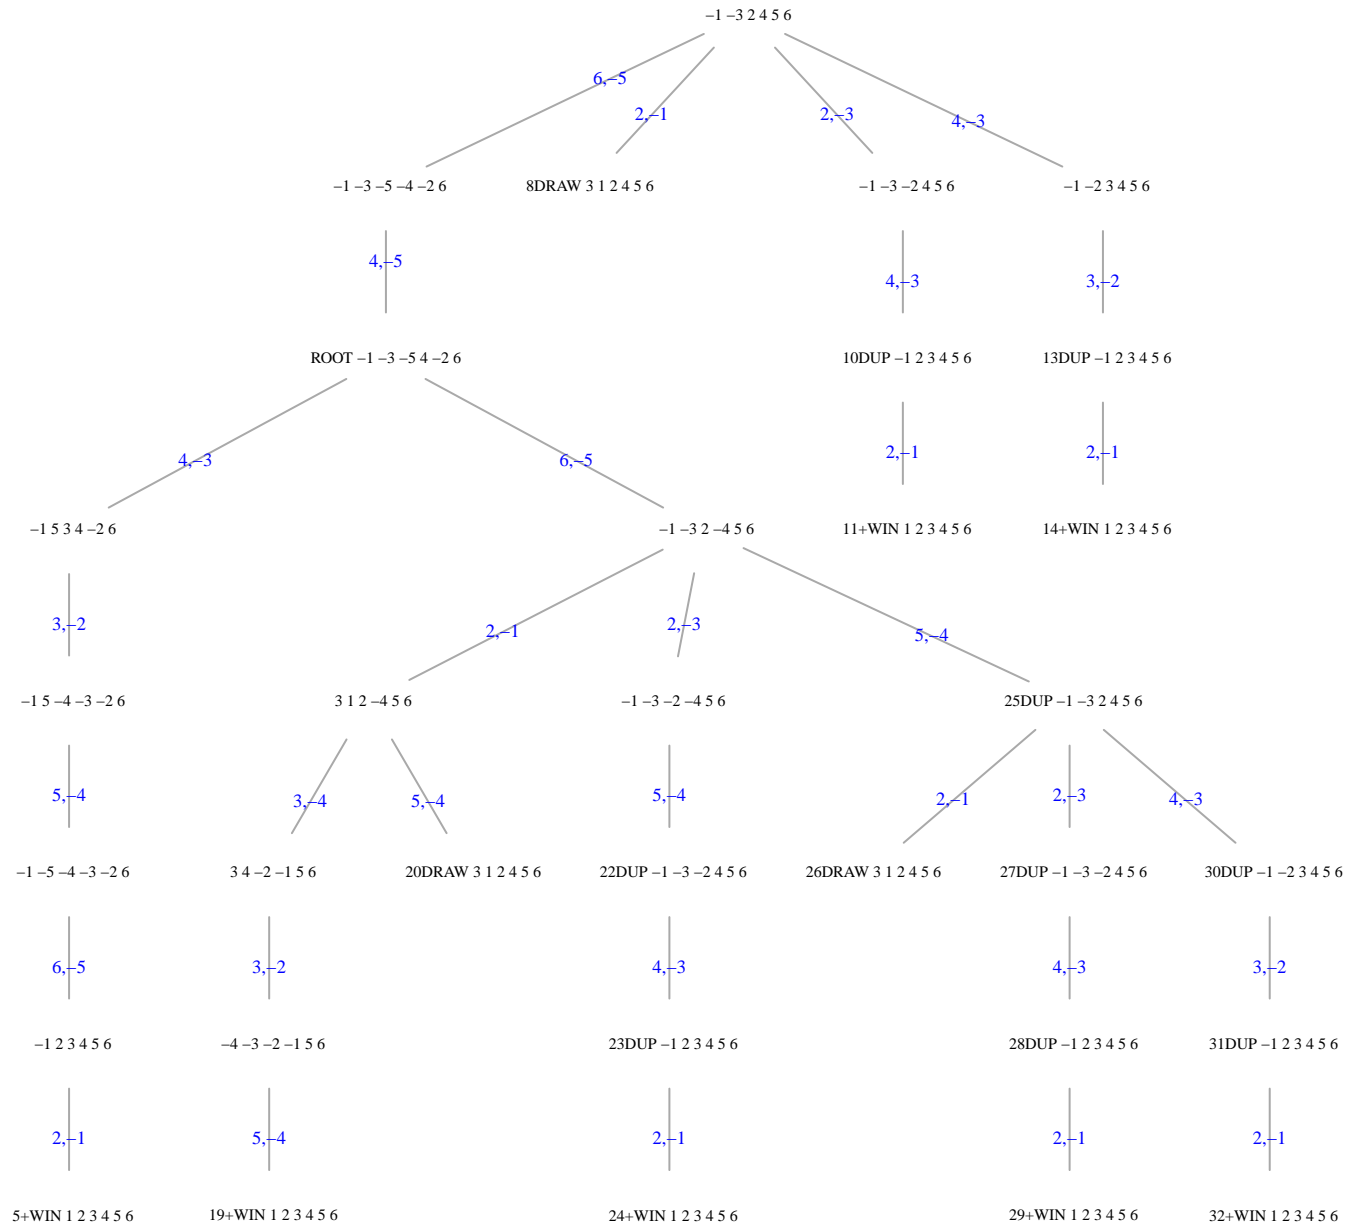 –1 –3 2 4 5 6
6,–5
2,–1
2,–3
4,–3
–1 –3 –5 –4 –2 6
8DRAW 3 1 2 4 5 6
–1 –3 –2 4 5 6
–1 –2 3 4 5 6
4,–5
4,–3
3,–2
ROOT –1 –3 –5 4 –2 6
10DUP –1 2 3 4 5 6
13DUP –1 2 3 4 5 6
4,–3
6,–5
2,–1
2,–1
–1 5 3 4 –2 6
–1 –3 2 –4 5 6
11+WIN 1 2 3 4 5 6
14+WIN 1 2 3 4 5 6
3,–2
2,–1
2,–3
5,–4
–1 5 –4 –3 –2 6
3 1 2 –4 5 6
–1 –3 –2 –4 5 6
25DUP –1 –3 2 4 5 6
5,–4
3,–4
5,–4
5,–4
2,–1
2,–3
4,–3
–1 –5 –4 –3 –2 6
3 4 –2 –1 5 6
20DRAW 3 1 2 4 5 6
22DUP –1 –3 –2 4 5 6
26DRAW 3 1 2 4 5 6
27DUP –1 –3 –2 4 5 6
30DUP –1 –2 3 4 5 6
6,–5
3,–2
4,–3
4,–3
3,–2
–1 2 3 4 5 6
–4 –3 –2 –1 5 6
23DUP –1 2 3 4 5 6
28DUP –1 2 3 4 5 6
31DUP –1 2 3 4 5 6
2,–1
5,–4
2,–1
2,–1
2,–1
5+WIN 1 2 3 4 5 6
19+WIN 1 2 3 4 5 6
24+WIN 1 2 3 4 5 6
29+WIN 1 2 3 4 5 6
32+WIN 1 2 3 4 5 6